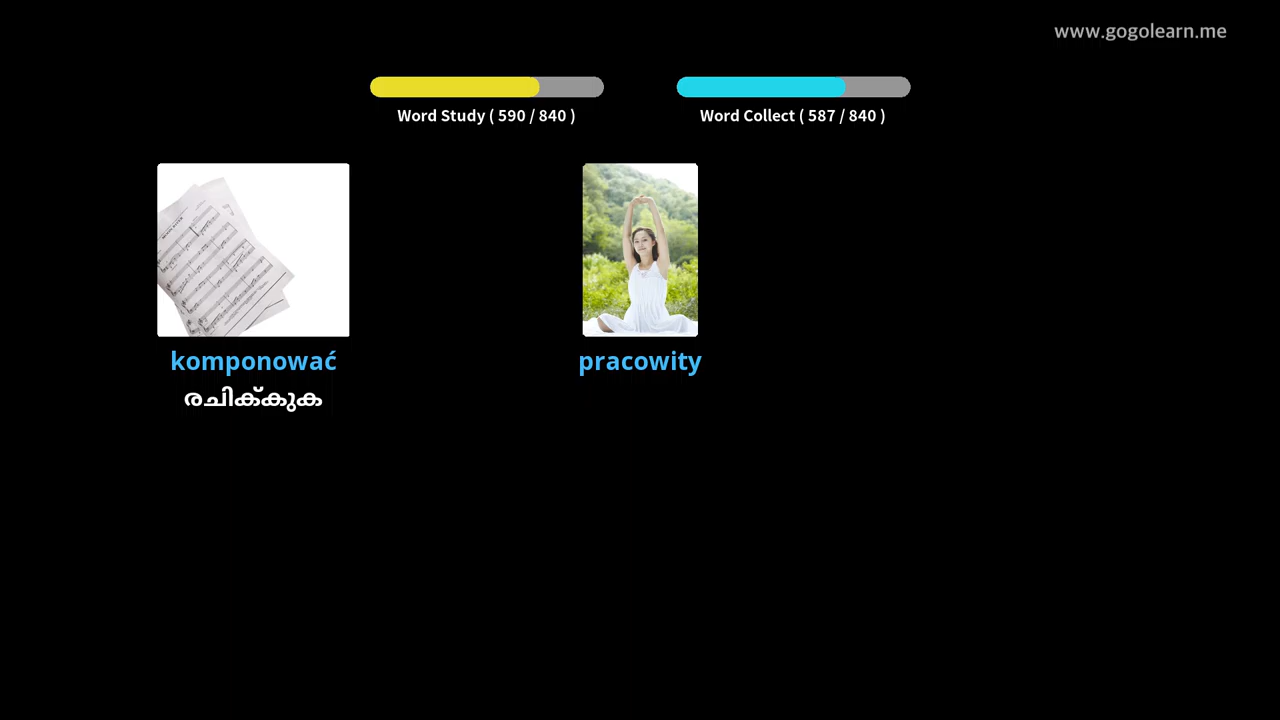 www.gogolearn.me
Word Study ( 590 / 840 )
Word Collect ( 587 / 840 )
komponować
രചിക്കുക
pracowity